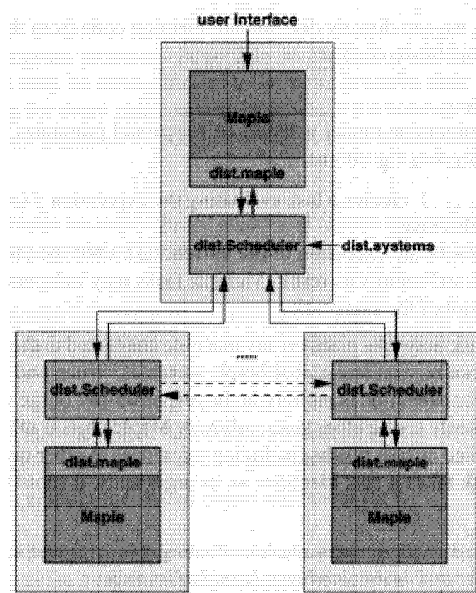 user interface
Maple
dist.maple
dist.Scheduler
dist.systems
.....
dist.Scheduler
dist.Scheduler
dist.maple
dist.maple
Maple
Maple